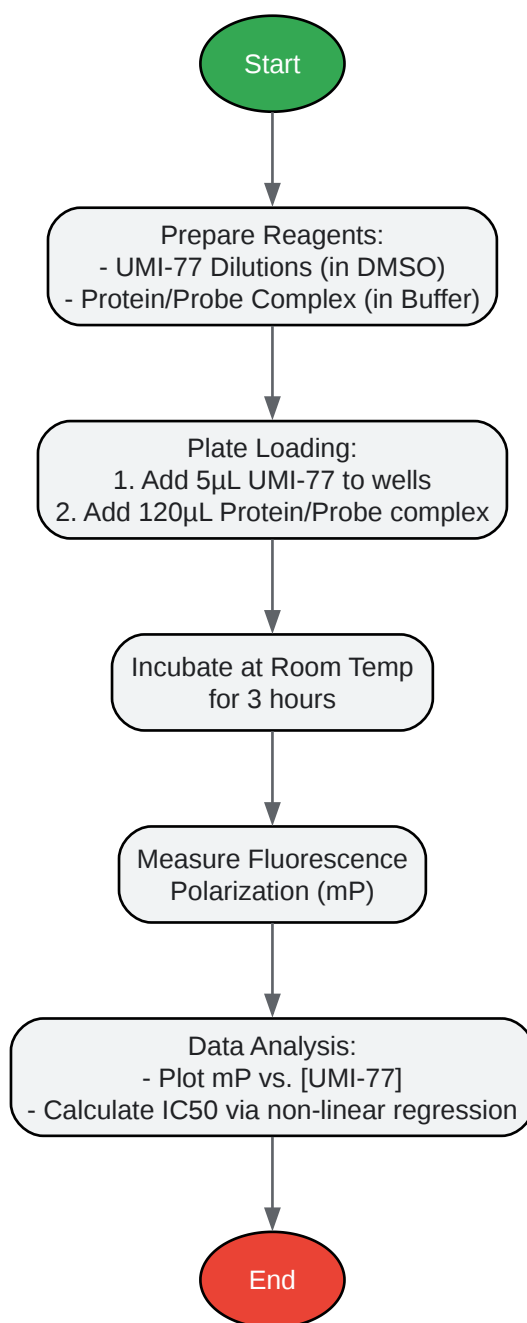 Start
Prepare Reagents:
- UMI-77 Dilutions (in DMSO)
- Protein/Probe Complex (in Buffer)
Plate Loading:
1. Add 5µL UMI-77 to wells
2. Add 120µL Protein/Probe complex
Incubate at Room Temp
for 3 hours
Measure Fluorescence
Polarization (mP)
Data Analysis:
- Plot mP vs. [UMI-77]
- Calculate IC50 via non-linear regression
End